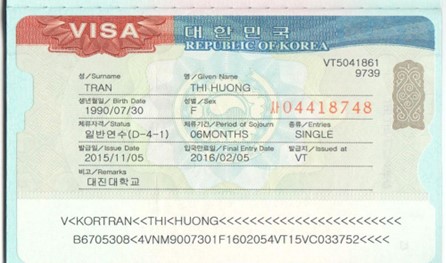 VISA 대한민국
REPUBLIC OF KOREA
VT5041861
9739
성/Surname 명/Given Name
TRAN THI HUONG
생년월일/ Birth Date 성별/Sex
1990/07/30 F 04418748
체류자격/Status 체류기간/Period of Sojourn 종류/Entries
일반연수(D-4-1) 06MONTHS SINGLE
발급일/ Issue Date 입국만료일/ Final Entry Date 발급지/ Issued at
2015/11/05 2016/02/05 VT
비고/Remarks
대진대학교
V<KORTRAN<<THI<HUONG<<<<<<<<<<<<<<<<<<<<<<<<
B6705308<4VNM9007301F1602054VT15VC033752<<<<